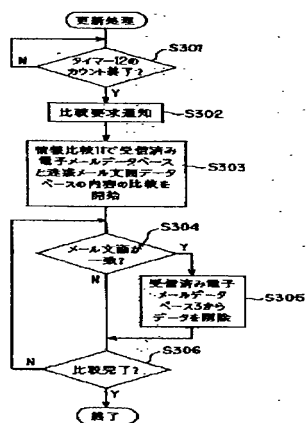 更新処理
S301
タイマー12の
カウント終了?
N
Y
比較要求通知
S302
情報比較11で受信済み
電子メールデータベース
と迷惑メール文面データ
ベースの内容の比較を
開始
S303
S304
メール文面が
一致?
Y
N
受信済み電子
メールデータ
ベース3から
データを削除
S305
S306
N
比較完了?
Y
終了